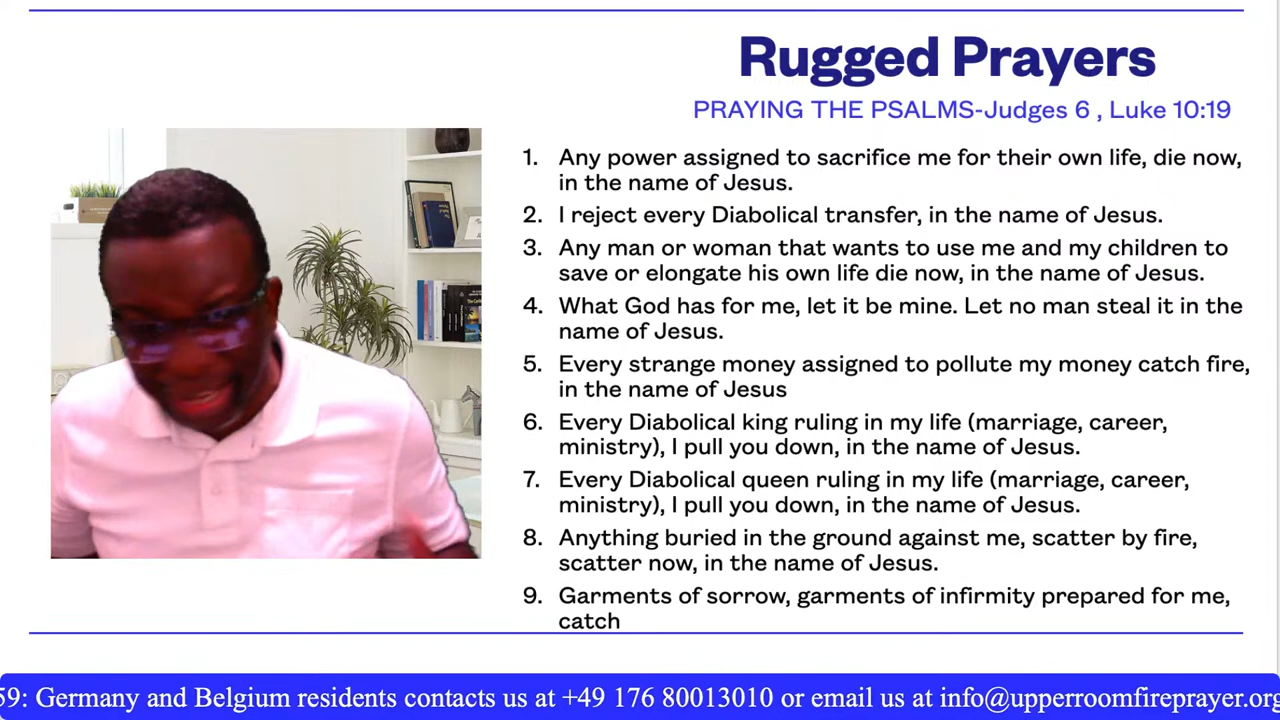 Rugged Prayers
PRAYING THE PSALMS-Judges 6 , Luke 10:19
1. Any power assigned to sacrifice me for their own life, die now,
in the name of Jesus.
2. I reject every Diabolical transfer, in the name of Jesus.
3. Any man or woman that wants to use me and my children to
save or elongate his own life die now, in the name of Jesus.
4. What God has for me, let it be mine. Let no man steal it in the
name of Jesus.
5. Every strange money assigned to pollute my money catch fire,
in the name of Jesus
6. Every Diabolical king ruling in my life (marriage, career,
ministry), I pull you down, in the name of Jesus.
7. Every Diabolical queen ruling in my life (marriage, career,
ministry), I pull you down, in the name of Jesus.
8. Anything buried in the ground against me, scatter by fire,
scatter now, in the name of Jesus.
9. Garments of sorrow, garments of infirmity prepared for me,
catch
59: Germany and Belgium residents contacts us at +49 176 80013010 or email us at info@upperroomfireprayer.org